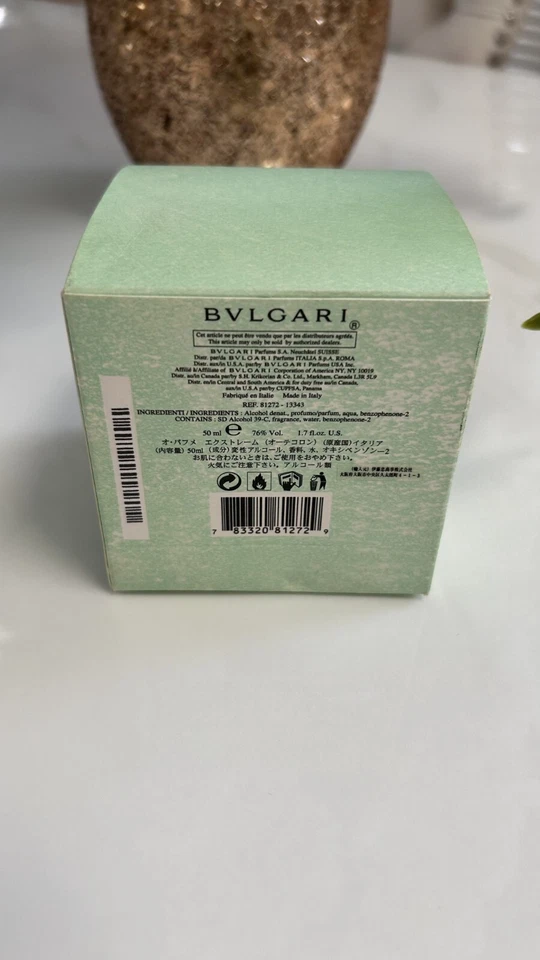 BVLGARI®
Cet article ne peut être vendu que par les distributeurs agréés.
This article may only be sold by authorized dealers.
BVLGARI Parfums S.A. Neuchâtel SUISSE
Distr. par/da BVLGARI Parfums ITALIA S.p.A. ROMA
Distr. aux/in U.S.A. par/by BVLGARI Parfums USA Inc.
Affilié à/Affiliate of BVLGARI Corporation of America NY, NY 10019
Distr. au/in Canada par/by S.H. Krikorian & Co. Ltd., Markham, Canada L3R 5L9
Distr. en/in Central and South America & for duty free au/in Canada,
aux/in U.S.A par/by CUPPSA, Panama
Fabriqué en Italie Made in Italy
REF. 81272 - 13343
INGREDIENTI / INGREDIENTS : Alcohol denat., profumo/parfum, aqua, benzophenone-2
CONTAINS : SD Alcohol 39-C, fragrance, water, benzophenone-2
50 ml ℮ 76% Vol. 1.7 fl.oz. U.S.
オ・パフメ エクストレーム (オーデコロン) (原産国)イタリア
(内容量) 50ml (成分) 変性アルコール、香料、水、オキシベンゾン-2
お肌に合わないときは、ご使用をおやめ下さい。
火気にご注意下さい。アルコール類
7 83320 81272 9